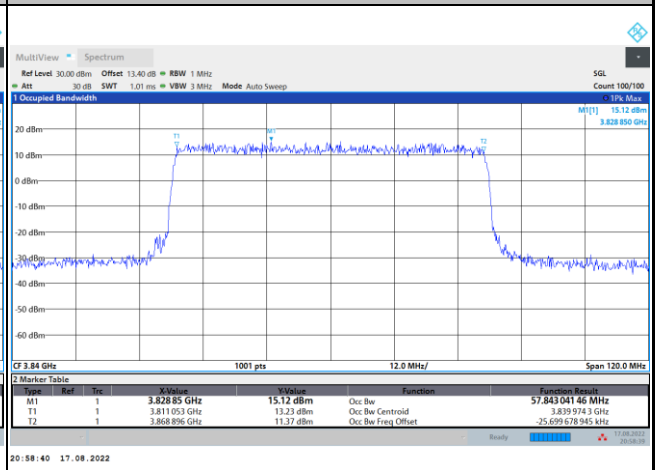 MultiView Spectrum
Ref Level 30.00 dBm Offset 13.40 dB RBW 1 MHz SGL
Att 30 dB SWT 1.01 ms VBW 3 MHz Mode Auto Sweep Count 100/100
1 Occupied Bandwidth 1Pk Max
M1[1] 15.12 dBm
3.828 850 GHz
20 dBm
T1 M1 T2
10 dBm
0 dBm
-10 dBm
-20 dBm
-30 dBm
-40 dBm
-50 dBm
-60 dBm
CF 3.84 GHz 1001 pts 12.0 MHz/ Span 120.0 MHz
2 Marker Table
Type Ref Trc X-Value Y-Value Function Function Result
M1 1 3.828 85 GHz 15.12 dBm Occ Bw 57.843 041 46 MHz
T1 1 3.811 053 GHz 13.23 dBm Occ Bw Centroid 3.839 974 3 GHz
T2 1 3.868 896 GHz 11.37 dBm Occ Bw Freq Offset -25.699 678 945 kHz
Ready 17.08.2022
20:58:39
20:58:40 17.08.2022